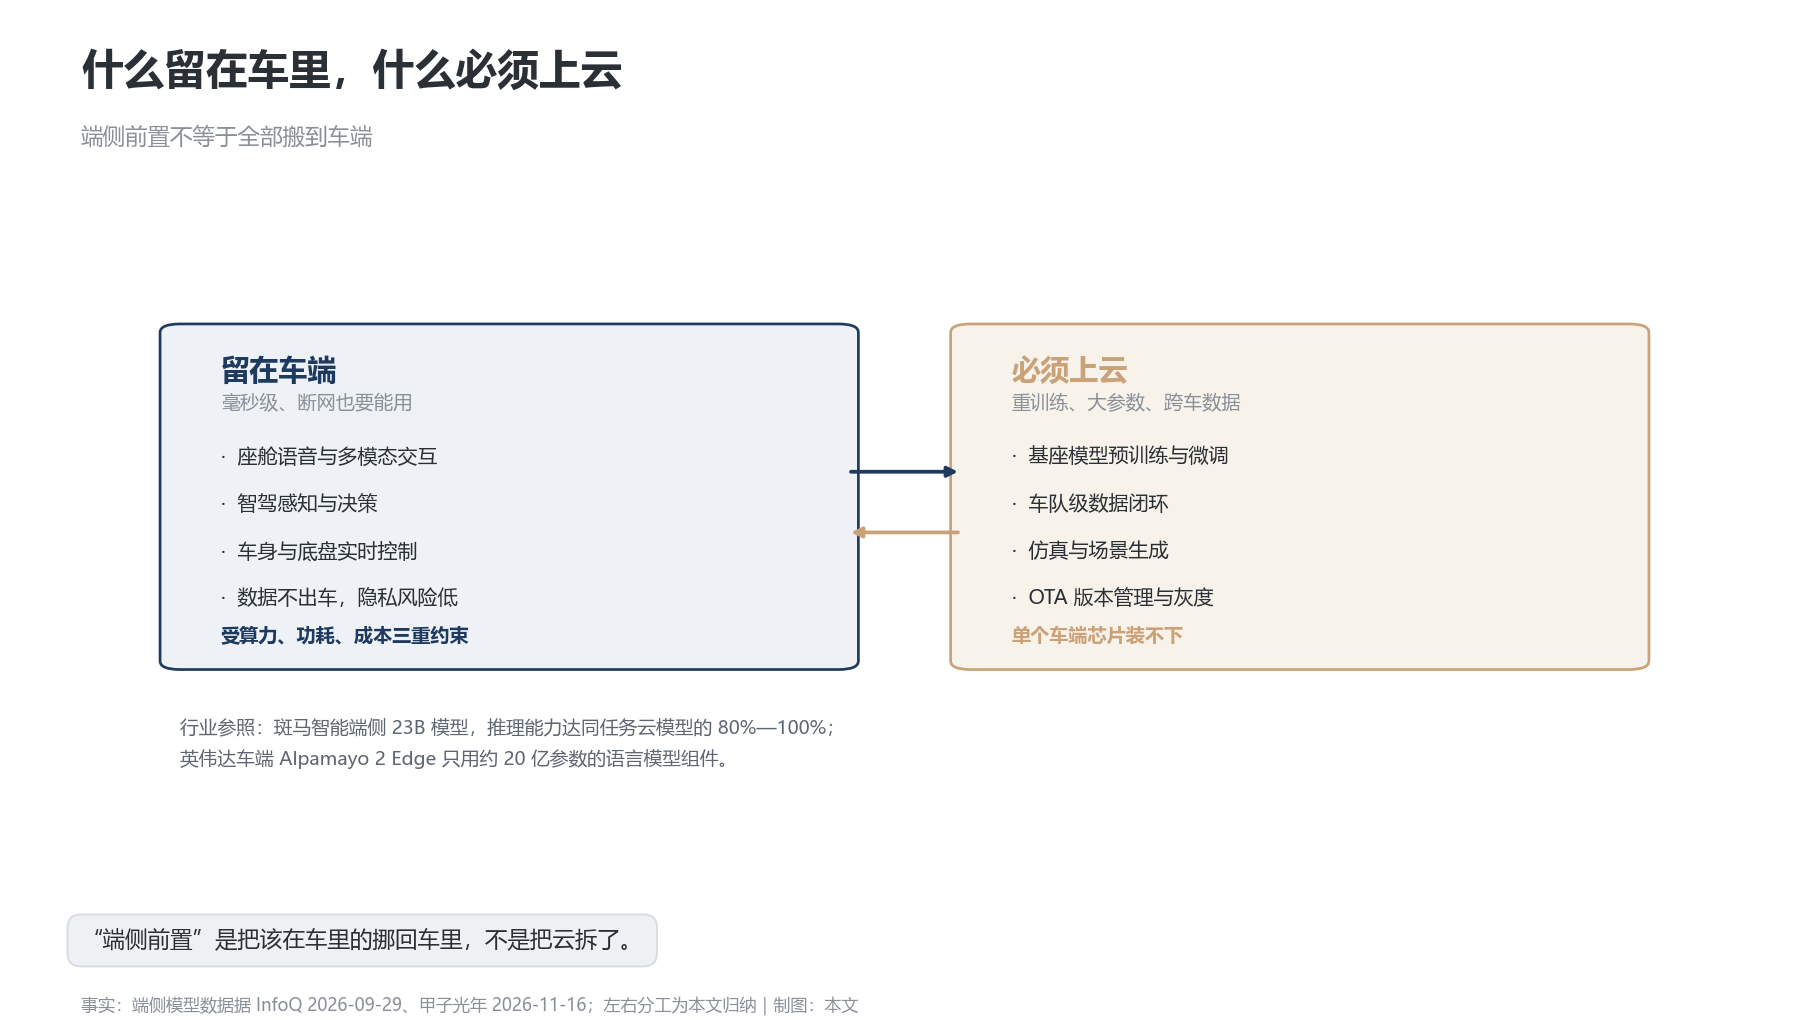 什么留在车里，什么必须上云
端侧前置不等于全部搬到车端
留在车端
毫秒级、断网也要能用
· 座舱语音与多模态交互
· 智驾感知与决策
· 车身与底盘实时控制
· 数据不出车，隐私风险低
受算力、功耗、成本三重约束
必须上云
重训练、大参数、跨车数据
· 基座模型预训练与微调
· 车队级数据闭环
· 仿真与场景生成
· OTA 版本管理与灰度
单个车端芯片装不下
行业参照：斑马智能端侧 23B 模型，推理能力达同任务云模型的 80%—100%；
英伟达车端 Alpamayo 2 Edge 只用约 20 亿参数的语言模型组件。
“端侧前置”是把该在车里的挪回车里，不是把云拆了。
事实：端侧模型数据据 InfoQ 2026-09-29、甲子光年 2026-11-16；左右分工为本文归纳 | 制图：本文